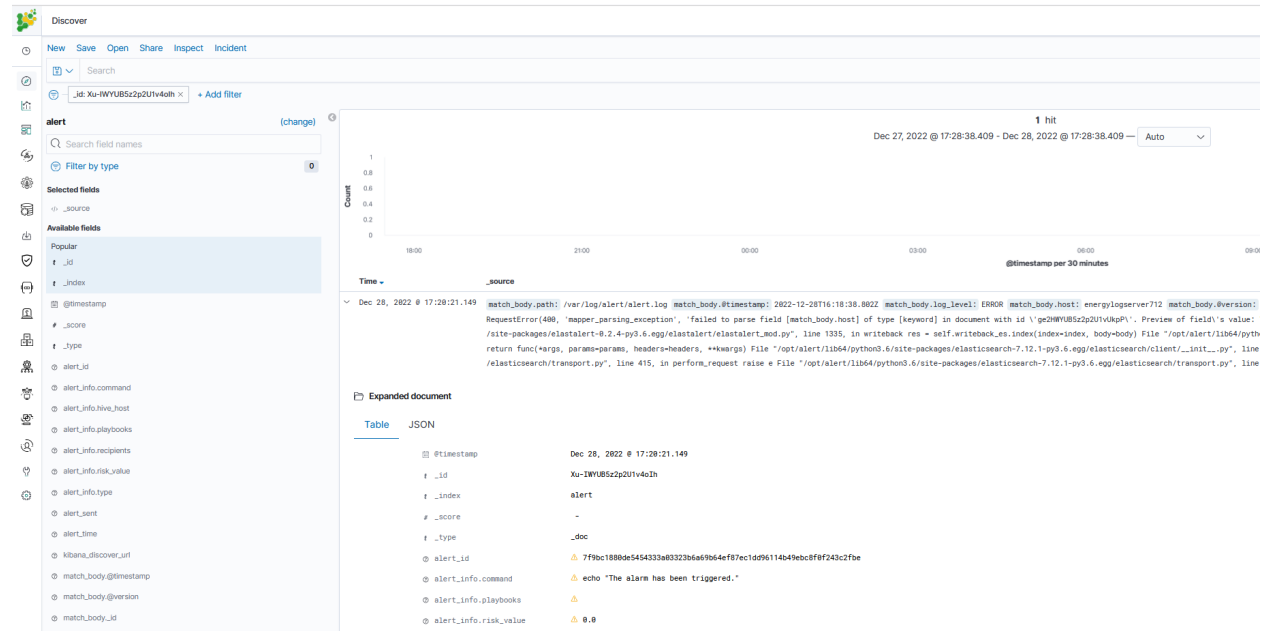 Discover
New Save Open Share Inspect Incident
Search
_id: Xu-IWYUB5z2p2U1v4oIh × + Add filter
alert (change)
Search field names
Filter by type 0
Selected fields
_source
Available fields
Popular
t _id
t _index
@timestamp
# _score
t _type
alert_id
alert_info.command
alert_info.hive_host
alert_info.playbooks
alert_info.recipients
alert_info.risk_value
alert_info.type
alert_sent
alert_time
kibana_discover_url
match_body.@timestamp
match_body.@version
match_body._id
1 hit
Dec 27, 2022 @ 17:28:38.409 - Dec 28, 2022 @ 17:28:38.409 — Auto
Count
1
0.8
0.6
0.4
0.2
0
18:00 21:00 00:00 03:00 06:00 09:00
@timestamp per 30 minutes
Time _source
Dec 28, 2022 @ 17:20:21.149 match_body.path: /var/log/alert/alert.log match_body.@timestamp: 2022-12-28T16:18:38.802Z match_body.log_level: ERROR match_body.host: energylogserver712 match_body.@version:
RequestError(400, 'mapper_parsing_exception', 'failed to parse field [match_body.host] of type [keyword] in document with id \'ge2HWYUB5z2p2U1vUkpP\'. Preview of field\'s value:
/site-packages/elastalert-0.2.4-py3.6.egg/elastalert/elastalert_mod.py", line 1335, in writeback res = self.writeback_es.index(index=index, body=body) File "/opt/alert/lib64/pyth
return func(*args, params=params, headers=headers, **kwargs) File "/opt/alert/lib64/python3.6/site-packages/elasticsearch-7.12.1-py3.6.egg/elasticsearch/client/__init__.py", line
/elasticsearch/transport.py", line 415, in perform_request raise e File "/opt/alert/lib64/python3.6/site-packages/elasticsearch-7.12.1-py3.6.egg/elasticsearch/transport.py", line
Expanded document
Table JSON
@timestamp Dec 28, 2022 @ 17:20:21.149
t _id Xu-IWYUB5z2p2U1v4oIh
t _index alert
# _score -
t _type _doc
alert_id 7f9bc1880de5454333a03323b6a69b64ef87ec1dd96114b49ebc8f0f243c2fbe
alert_info.command echo "The alarm has been triggered."
alert_info.playbooks
alert_info.risk_value 0.0